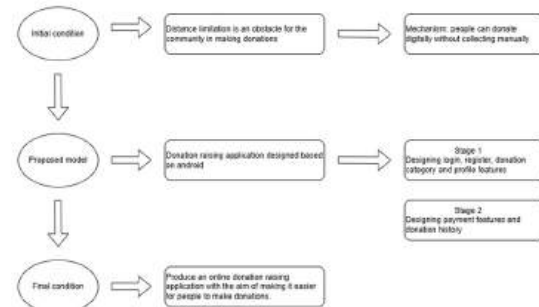 Initial condition
Distance limitation is an obstacle for the
community in making donations
Mechanism: people can donate
digitally without collecting manually
Proposed model
Donation raising application designed based
on android
Stage 1
Designing login, register, donation
category and profile features
Stage 2
Designing payment features and
donation history
Final condition
Produce an online donation raising
application with the aim of making it easier
for people to make donations.